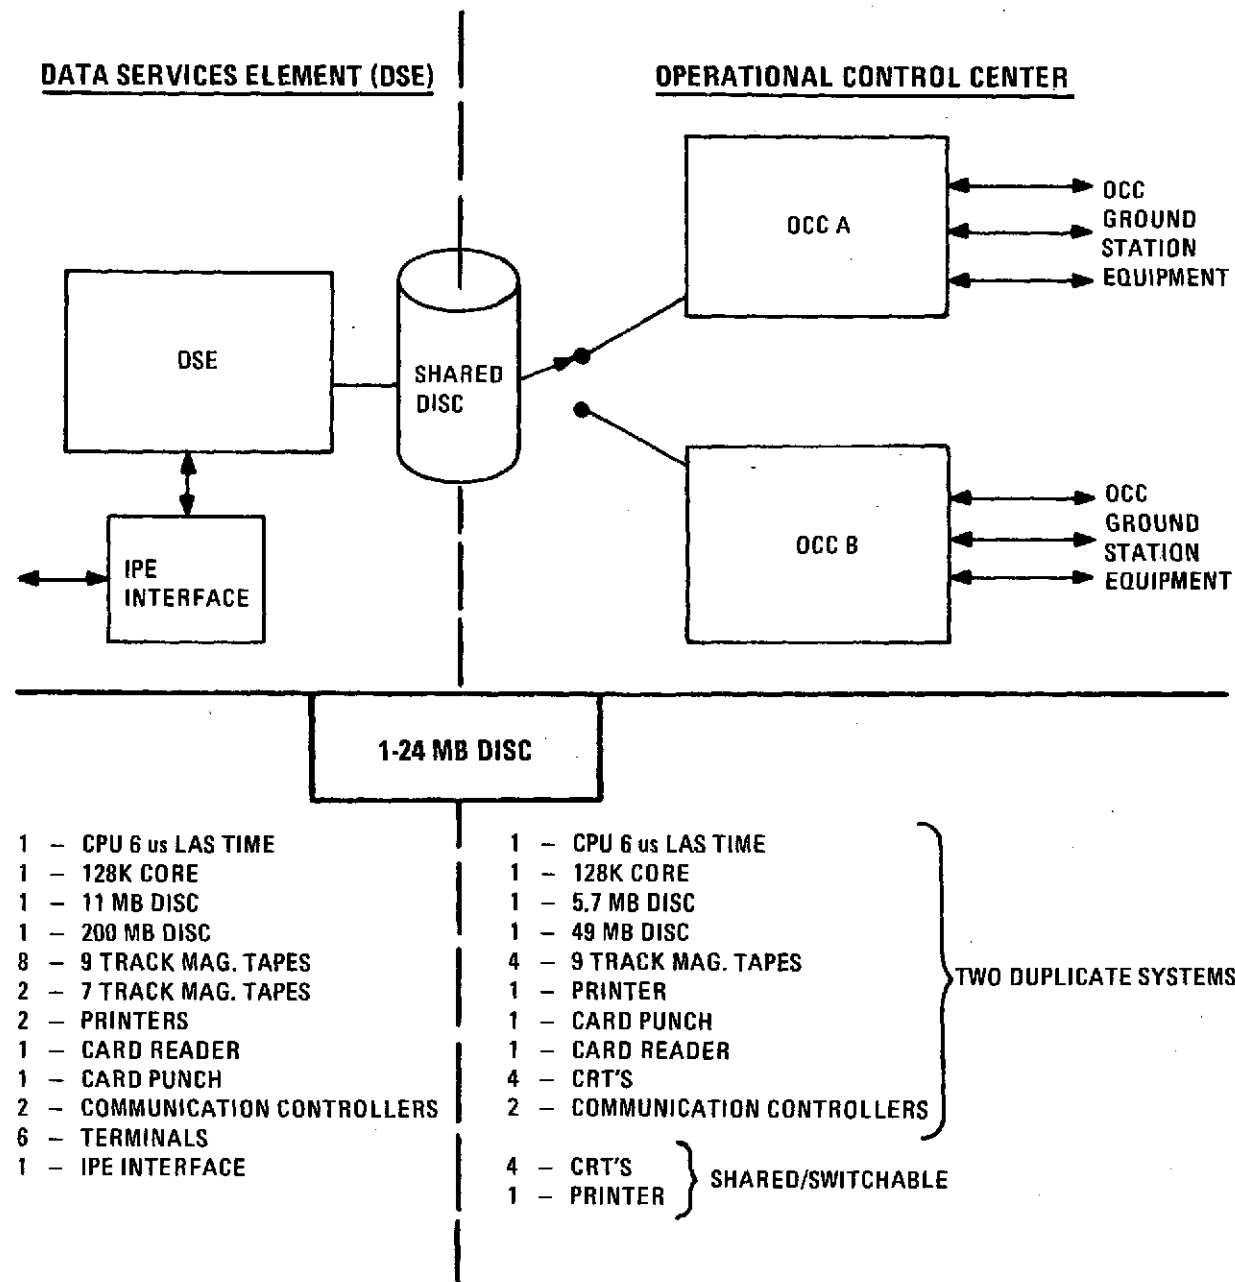 DATA SERVICES ELEMENT (DSE)
OPERATIONAL CONTROL CENTER
DSE
SHARED
DISC
IPE
INTERFACE
OCC A
OCC
GROUND
STATION
EQUIPMENT
OCC B
OCC
GROUND
STATION
EQUIPMENT
1-24 MB DISC
1 – CPU 6 us LAS TIME
1 – 128K CORE
1 – 11 MB DISC
1 – 200 MB DISC
8 – 9 TRACK MAG. TAPES
2 – 7 TRACK MAG. TAPES
2 – PRINTERS
1 – CARD READER
1 – CARD PUNCH
2 – COMMUNICATION CONTROLLERS
6 – TERMINALS
1 – IPE INTERFACE
1 – CPU 6 us LAS TIME
1 – 128K CORE
1 – 5.7 MB DISC
1 – 49 MB DISC
4 – 9 TRACK MAG. TAPES
1 – PRINTER
1 – CARD PUNCH
1 – CARD READER
4 – CRT'S
2 – COMMUNICATION CONTROLLERS
TWO DUPLICATE SYSTEMS
4 – CRT'S
1 – PRINTER
SHARED/SWITCHABLE